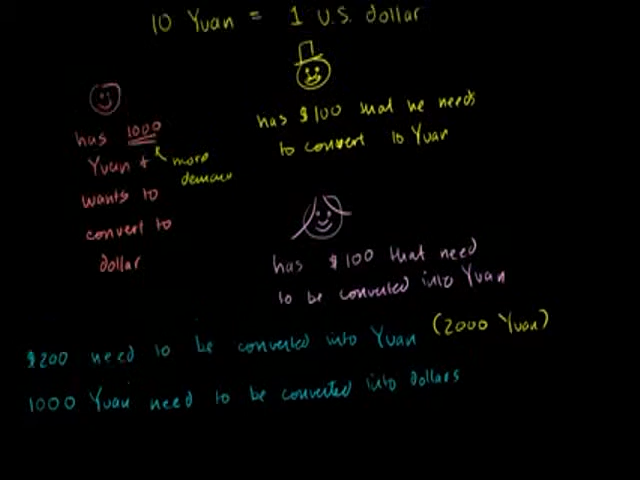 10 Yuan = 1 U.S. dollar
has 1000
Yuan +
wants to
convert to
dollar
more
demand
has $100 that he needs
to convert to Yuan
has $100 that need
to be converted into Yuan
$200 need to be converted into Yuan (2000 Yuan)
1000 Yuan need to be converted into dollars